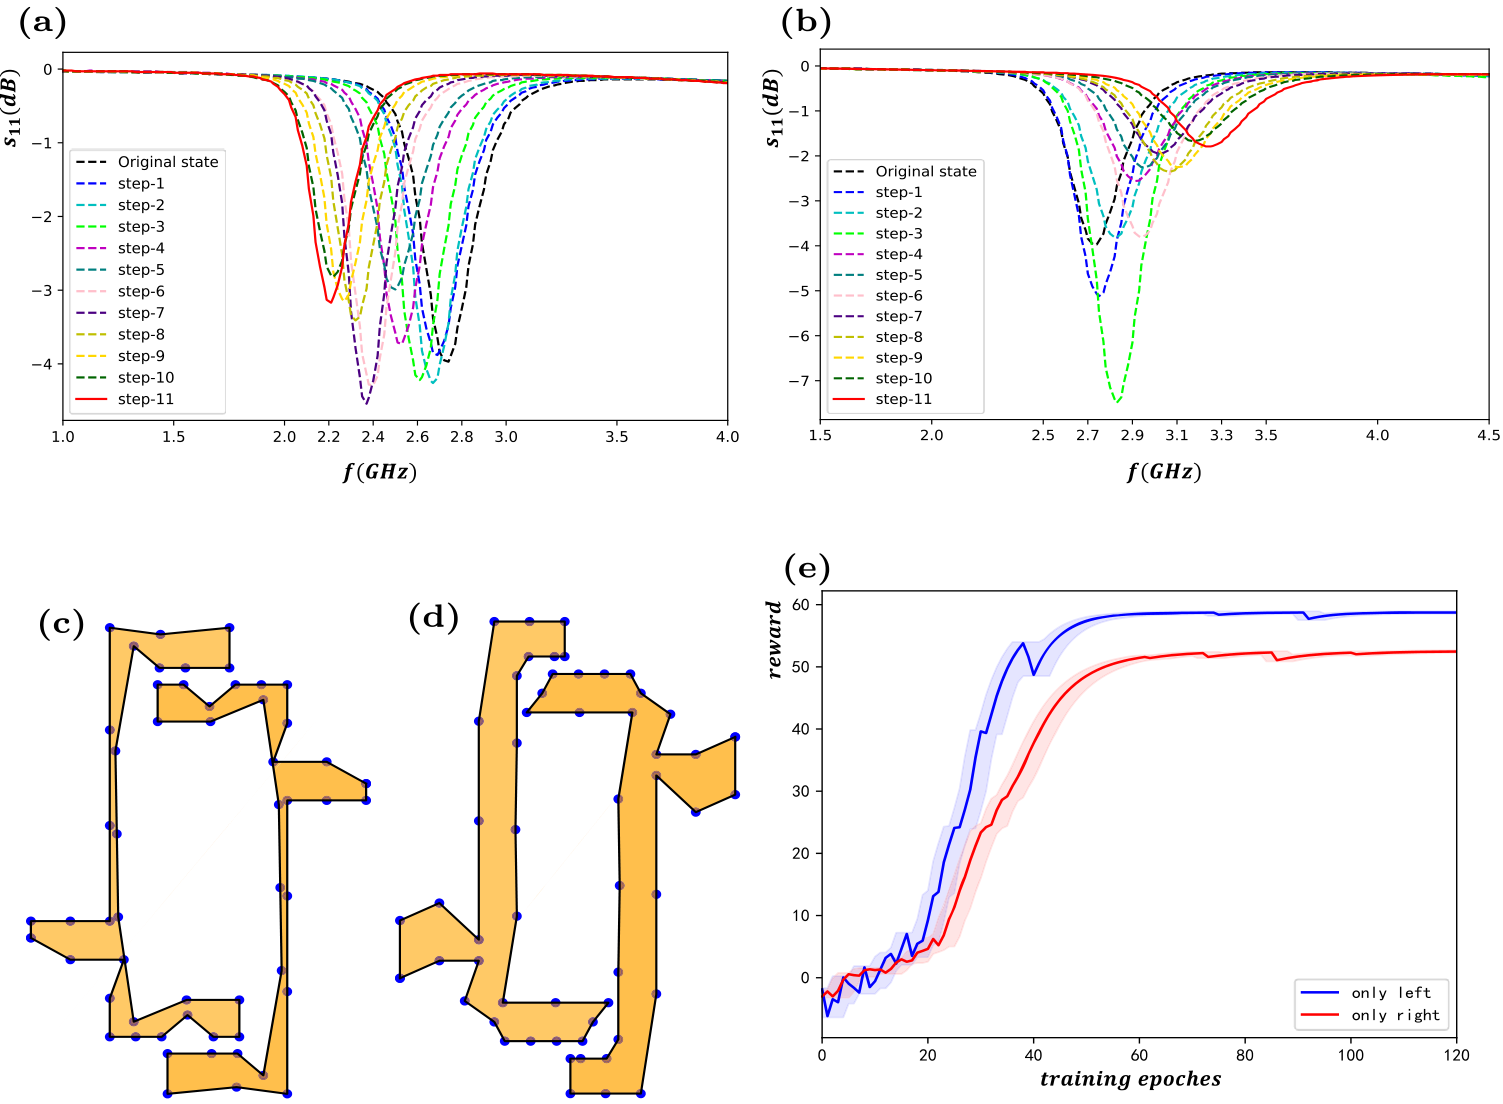 (a)
s11(dB)
0
−1
−2
−3
−4
Original state
step-1
step-2
step-3
step-4
step-5
step-6
step-7
step-8
step-9
step-10
step-11
1.0 1.5 2.0 2.2 2.4 2.6 2.8 3.0 3.5 4.0
f(GHz)
(b)
s11(dB)
0
−1
−2
−3
−4
−5
−6
−7
Original state
step-1
step-2
step-3
step-4
step-5
step-6
step-7
step-8
step-9
step-10
step-11
1.5 2.0 2.5 2.7 2.9 3.1 3.3 3.5 4.0 4.5
f(GHz)
(c)
(d)
(e)
reward
60
50
40
30
20
10
0
only left
only right
0 20 40 60 80 100 120
training epoches